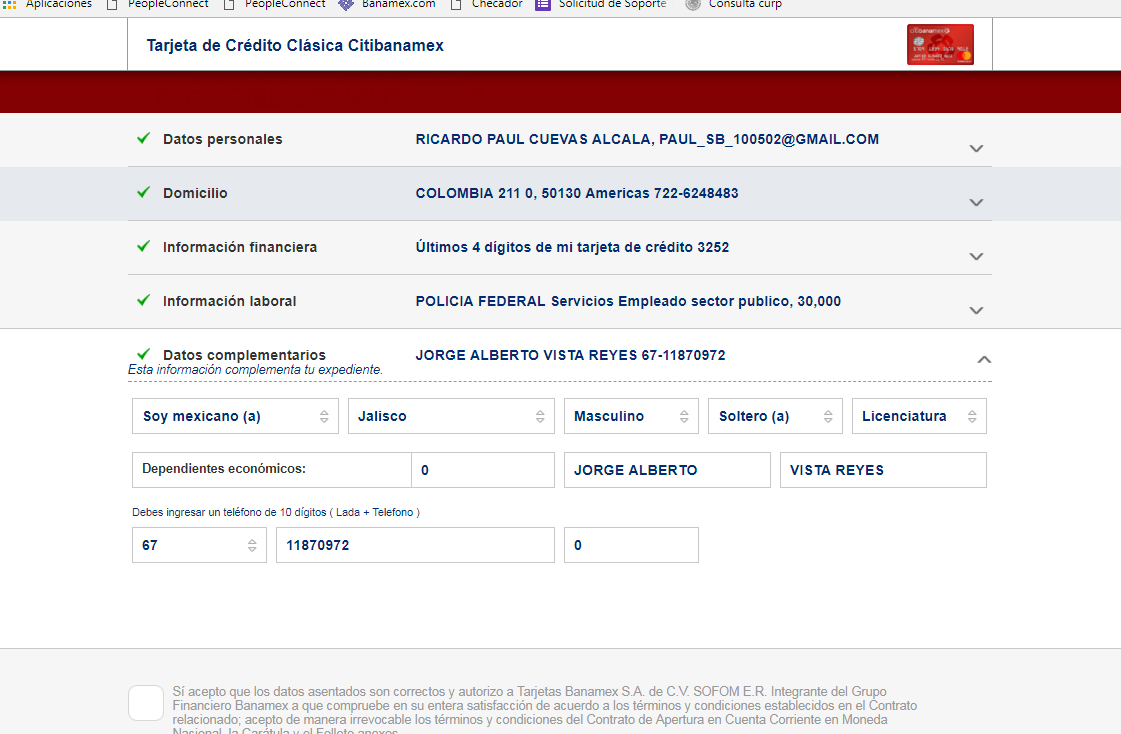 Aplicaciones PeopleConnect PeopleConnect Banamex.com Checador Solicitud de Soporte Consulta curp
Tarjeta de Crédito Clásica Citibanamex
Datos personales RICARDO PAUL CUEVAS ALCALA, PAUL_SB_100502@GMAIL.COM
Domicilio COLOMBIA 211 0, 50130 Americas 722-6248483
Información financiera Últimos 4 dígitos de mi tarjeta de crédito 3252
Información laboral POLICIA FEDERAL Servicios Empleado sector publico, 30,000
Datos complementarios JORGE ALBERTO VISTA REYES 67-11870972
Esta información complementa tu expediente.
Soy mexicano (a) Jalisco Masculino Soltero (a) Licenciatura
Dependientes económicos: 0 JORGE ALBERTO VISTA REYES
Debes ingresar un teléfono de 10 dígitos ( Lada + Telefono )
67 11870972 0
Sí acepto que los datos asentados son correctos y autorizo a Tarjetas Banamex S.A. de C.V. SOFOM E.R. Integrante del Grupo
Financiero Banamex a que compruebe en su entera satisfacción de acuerdo a los términos y condiciones establecidos en el Contrato
relacionado; acepto de manera irrevocable los términos y condiciones del Contrato de Apertura en Cuenta Corriente en Moneda
Nacional, la Carátula y el Folleto anexos.